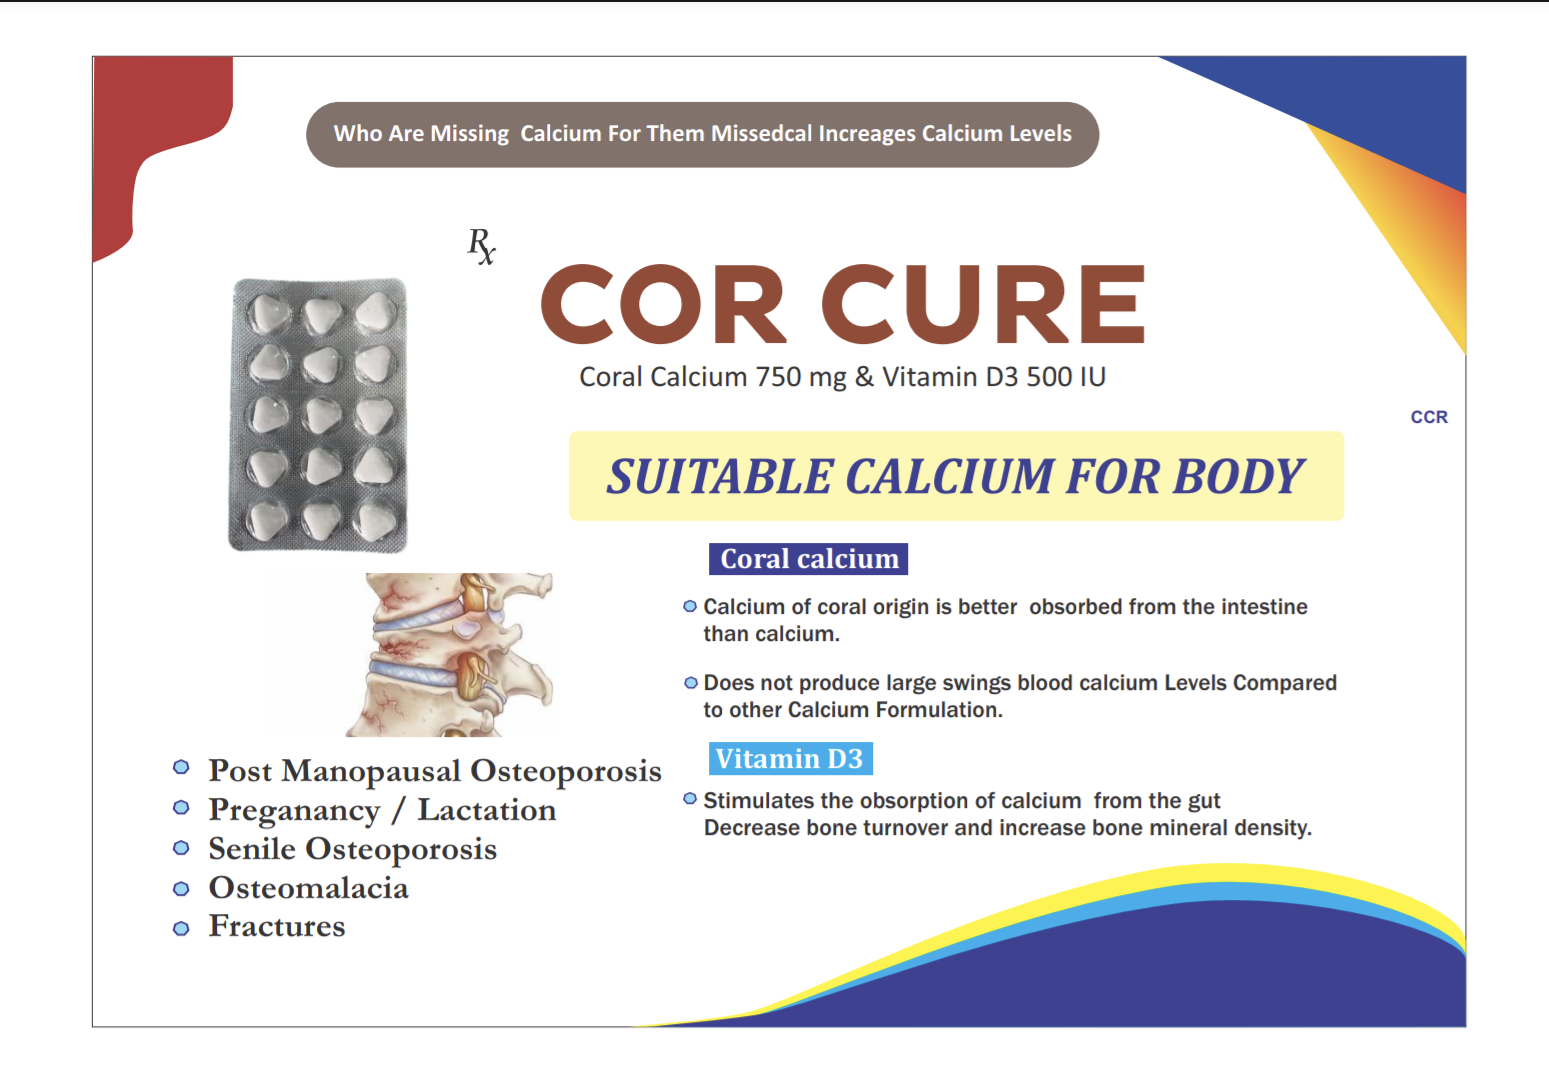 Who Are Missing  Calcium For Them Missedcal Increages Calcium Levels
Rx
COR CURE
Coral Calcium 750 mg & Vitamin D3 500 IU
CCR
SUITABLE CALCIUM FOR BODY
Coral calcium
Calcium of coral origin is better  obsorbed from the intestine
than calcium.
Does not produce large swings blood calcium Levels Compared
to other Calcium Formulation.
Vitamin D3
Stimulates the obsorption of calcium  from the gut
Decrease bone turnover and increase bone mineral density.
Post Manopausal Osteoporosis
Preganancy / Lactation
Senile Osteoporosis
Osteomalacia
Fractures